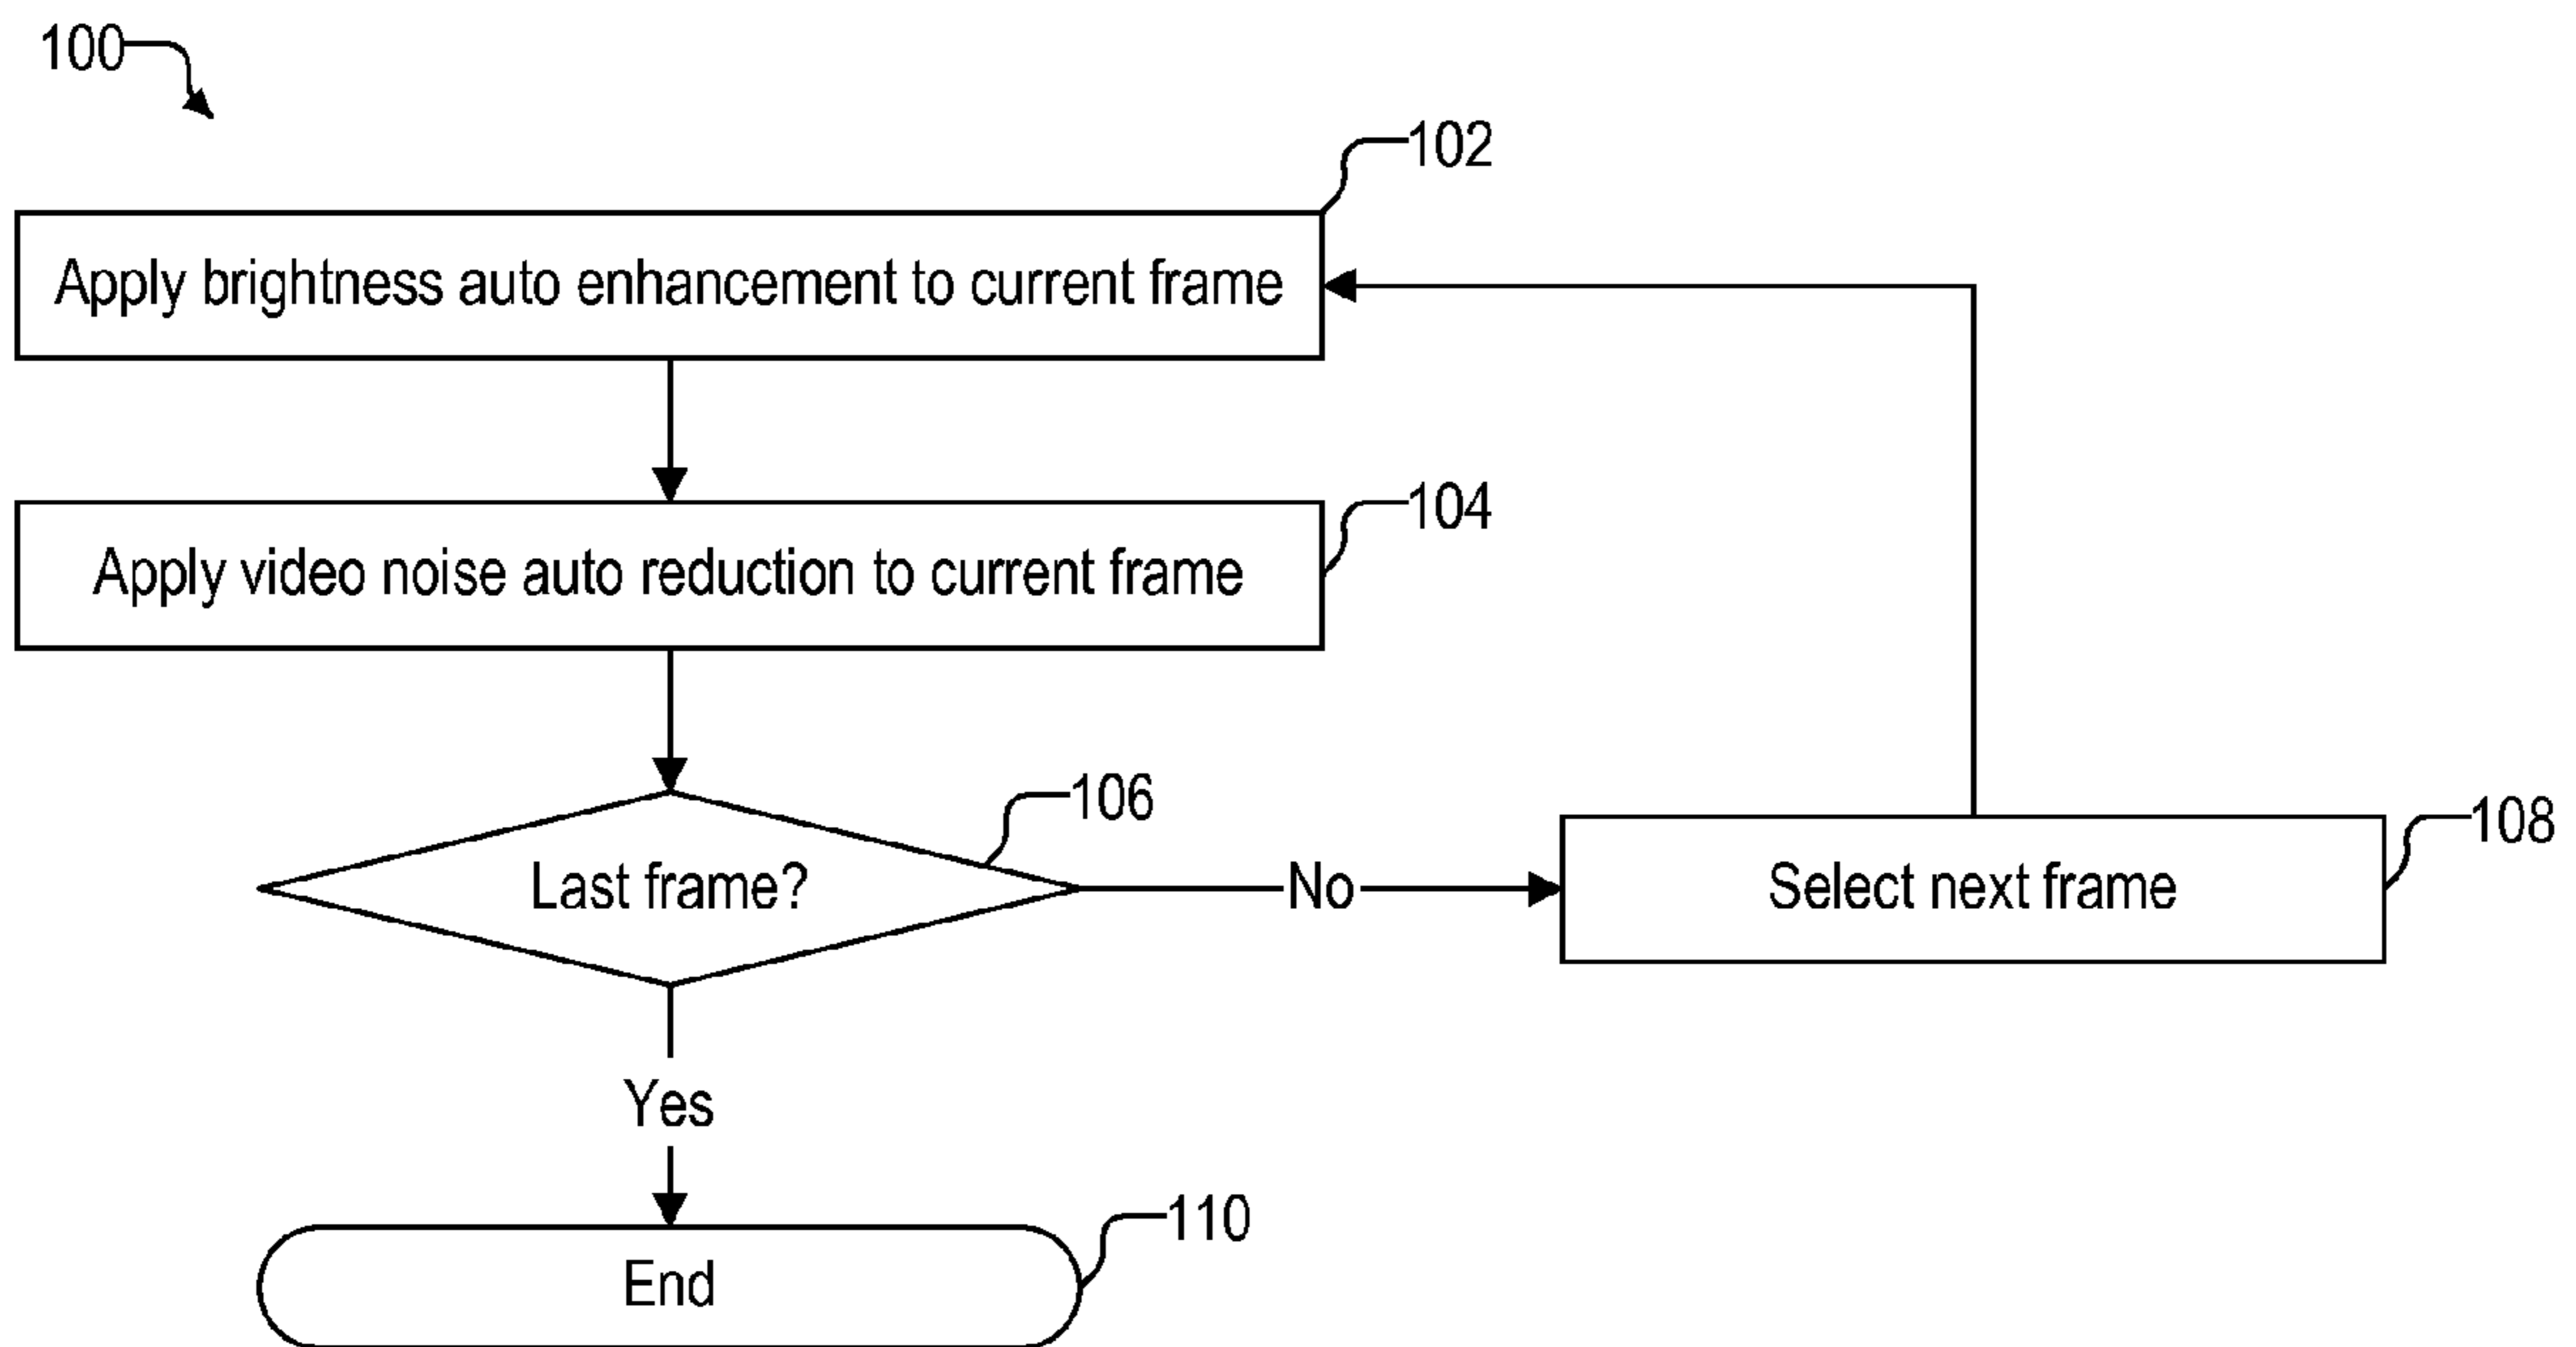 100
102
Apply brightness auto enhancement to current frame
104
Apply video noise auto reduction to current frame
106
Last frame?
No
108
Select next frame
Yes
110
End